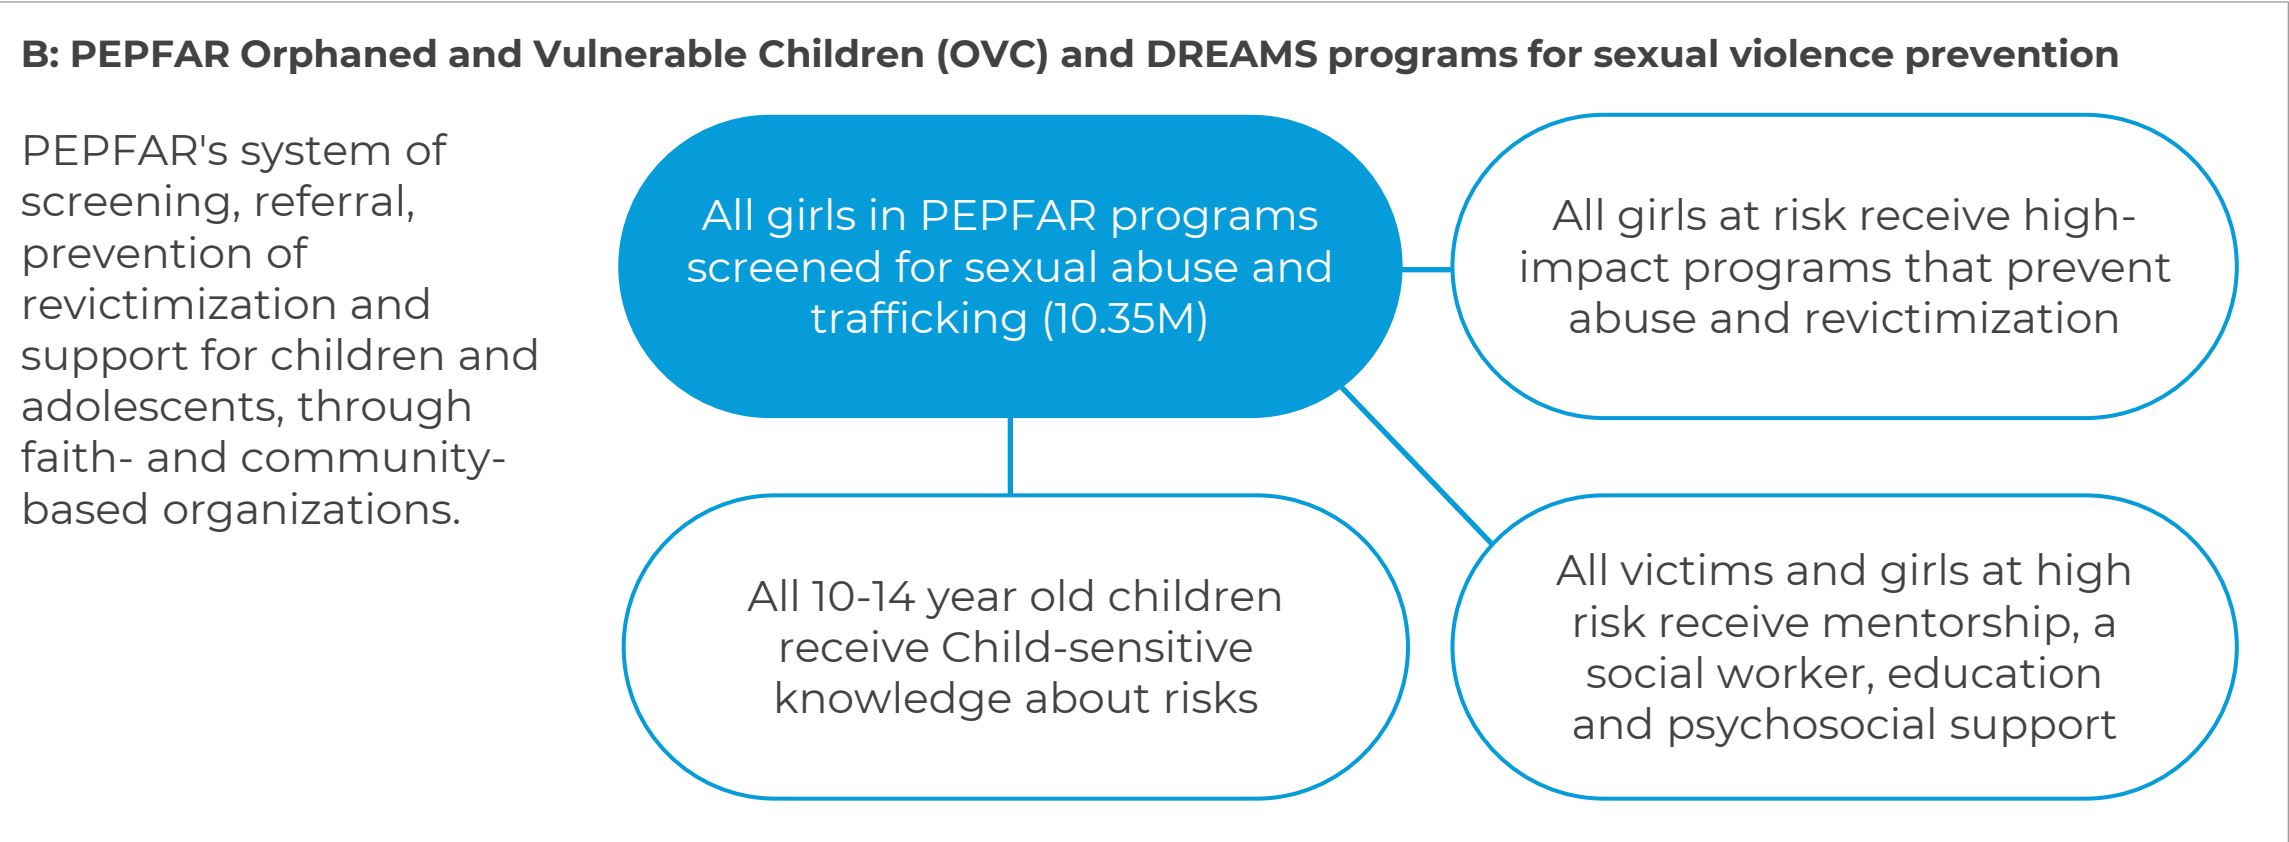 B: PEPFAR Orphaned and Vulnerable Children (OVC) and DREAMS programs for sexual violence prevention
PEPFAR's system of
screening, referral,
prevention of
revictimization and
support for children and
adolescents, through
faith- and community-
based organizations.
All girls in PEPFAR programs
screened for sexual abuse and
trafficking (10.35M)
All girls at risk receive high-
impact programs that prevent
abuse and revictimization
All 10-14 year old children
receive Child-sensitive
knowledge about risks
All victims and girls at high
risk receive mentorship, a
social worker, education
and psychosocial support